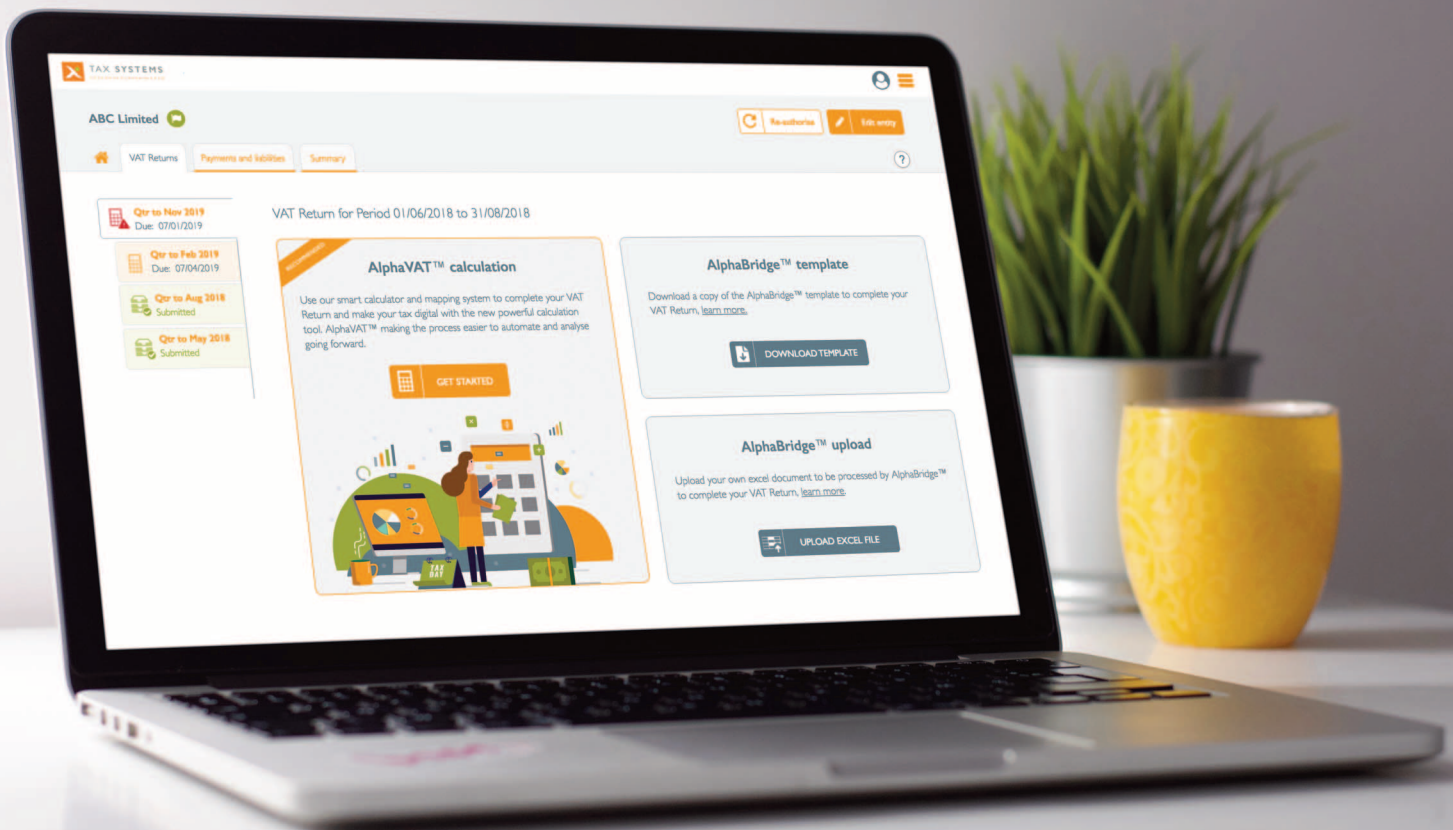 TAX SYSTEMS
ABC Limited
Re-authorise
Edit entity
VAT Returns
Payments and liabilities
Summary
?
Qtr to Nov 2019
Due: 07/01/2019
Qtr to Feb 2019
Due: 07/04/2019
Qtr to Aug 2018
Submitted
Qtr to May 2018
Submitted
VAT Return for Period 01/06/2018 to 31/08/2018
RECOMMENDED
AlphaVAT™ calculation
Use our smart calculator and mapping system to complete your VAT
Return and make your tax digital with the new powerful calculation
tool. AlphaVAT™ making the process easier to automate and analyse
going forward.
GET STARTED
TAX
DAY
AlphaBridge™ template
Download a copy of the AlphaBridge™ template to complete your
VAT Return, learn more.
DOWNLOAD TEMPLATE
AlphaBridge™ upload
Upload your own excel document to be processed by AlphaBridge™
to complete your VAT Return, learn more.
UPLOAD EXCEL FILE